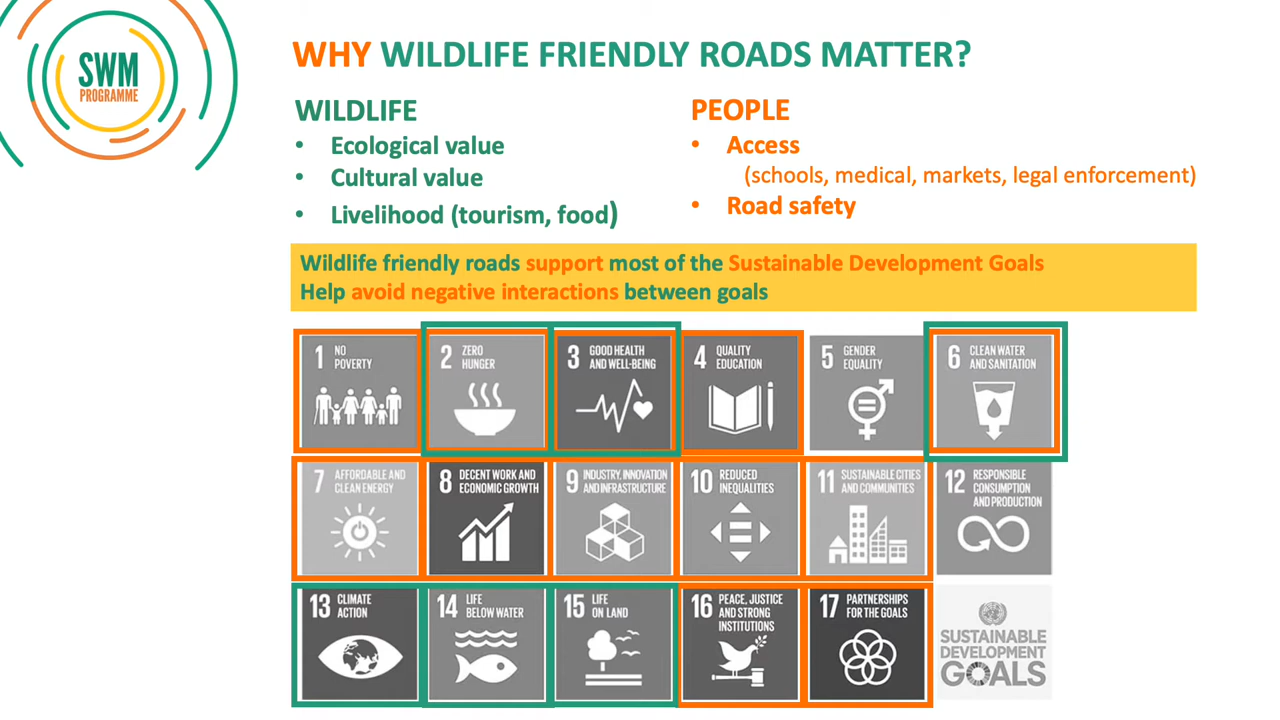 SWM
PROGRAMME
WHY WILDLIFE FRIENDLY ROADS MATTER?
WILDLIFE
• Ecological value
• Cultural value
• Livelihood (tourism, food)
PEOPLE
• Access
(schools, medical, markets, legal enforcement)
• Road safety
Wildlife friendly roads support most of the Sustainable Development Goals
Help avoid negative interactions between goals
1 NO
POVERTY
2 ZERO
HUNGER
3 GOOD HEALTH
AND WELL-BEING
4 QUALITY
EDUCATION
5 GENDER
EQUALITY
6 CLEAN WATER
AND SANITATION
7 AFFORDABLE AND
CLEAN ENERGY
8 DECENT WORK AND
ECONOMIC GROWTH
9 INDUSTRY, INNOVATION
AND INFRASTRUCTURE
10 REDUCED
INEQUALITIES
11 SUSTAINABLE CITIES
AND COMMUNITIES
12 RESPONSIBLE
CONSUMPTION
AND PRODUCTION
13 CLIMATE
ACTION
14 LIFE
BELOW WATER
15 LIFE
ON LAND
16 PEACE, JUSTICE
AND STRONG
INSTITUTIONS
17 PARTNERSHIPS
FOR THE GOALS
SUSTAINABLE
DEVELOPMENT
GOALS